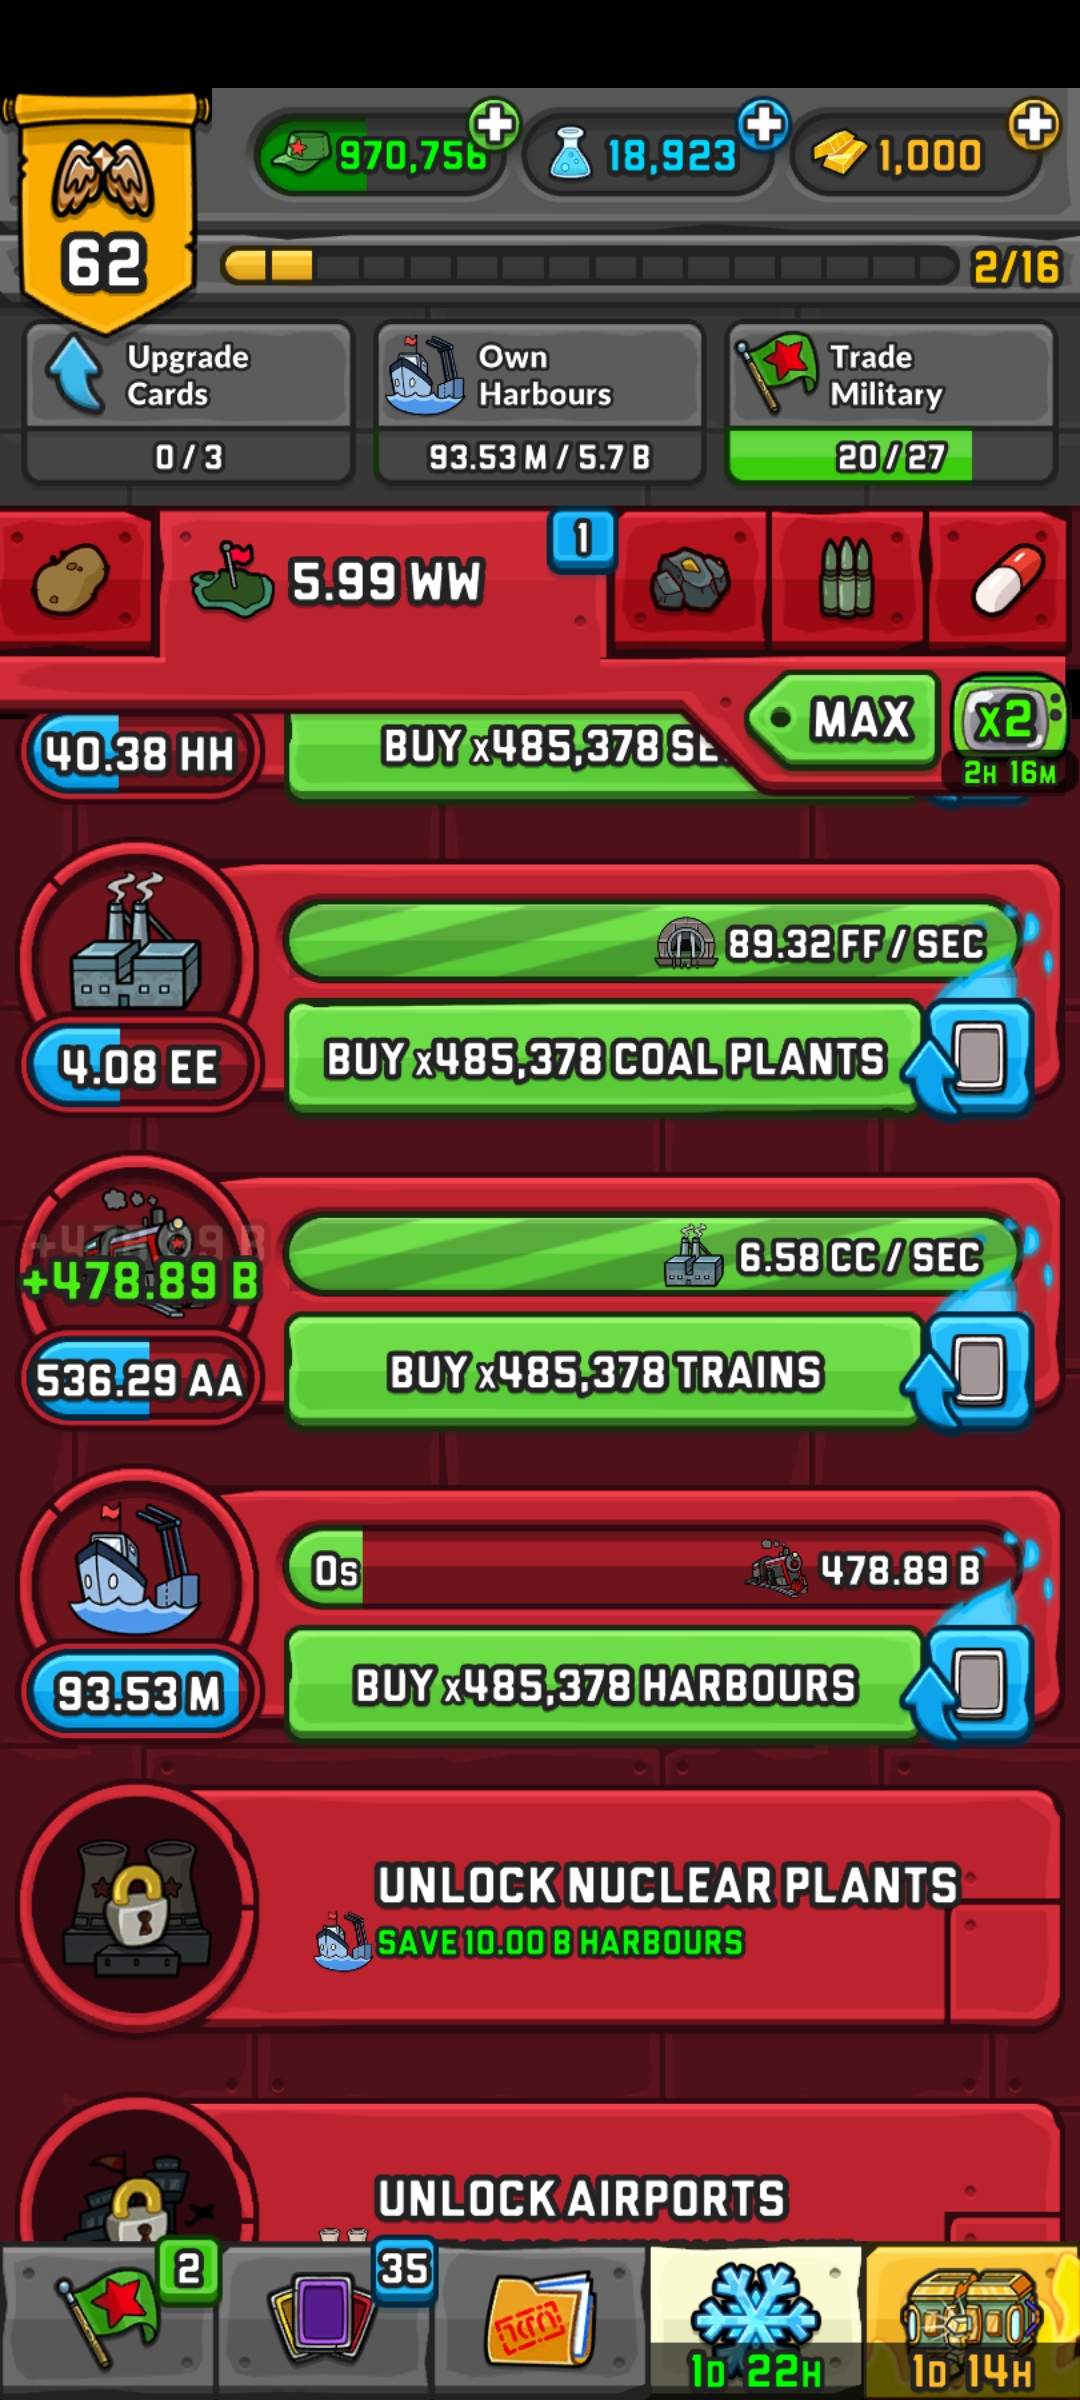 970,756
18,923
1,000
62
2/16
Upgrade
Cards
0 / 3
Own
Harbours
93.53 M / 5.7 B
Trade
Military
20 / 27
5.99 WW
1
MAX
x2
2H 16M
40.38 HH
BUY x485,378 SE
89.32 FF / SEC
4.08 EE
BUY x485,378 COAL PLANTS
+478.89 B
6.58 CC / SEC
536.29 AA
BUY x485,378 TRAINS
0s
478.89 B
93.53 M
BUY x485,378 HARBOURS
UNLOCK NUCLEAR PLANTS
SAVE 10.00 B HARBOURS
UNLOCK AIRPORTS
2
35
1D 22H
1D 14H